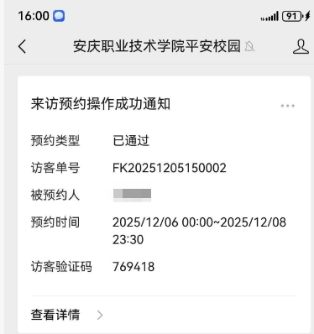 16:00 91
安庆职业技术学院平安校园
来访预约操作成功通知
预约类型 已通过
访客单号 FK20251205150002
被预约人
预约时间 2025/12/06 00:00~2025/12/08
23:30
访客验证码 769418
查看详情